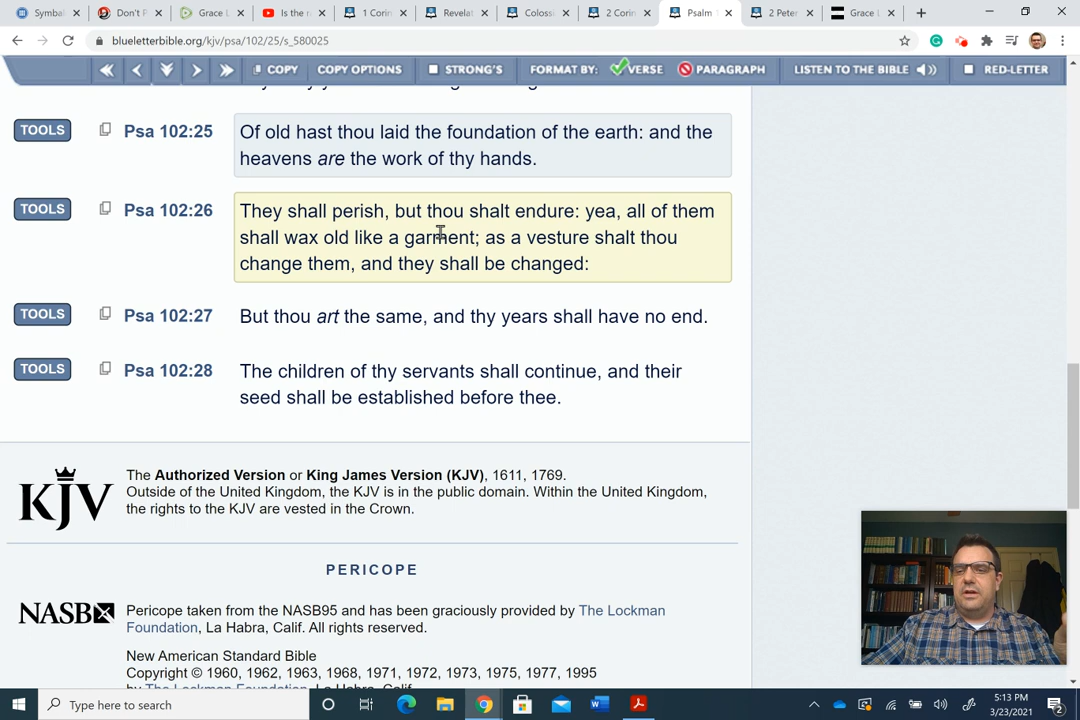 Symbal
Don't P
Grace L
Is the r
1 Corin
Revelat
Coloss
2 Corin
Psalm 1
2 Peter
Grace L
blueletterbible.org/kjv/psa/102/25/s_580025
COPY
COPY OPTIONS
STRONG'S
FORMAT BY:
VERSE
PARAGRAPH
LISTEN TO THE BIBLE
RED-LETTER
TOOLS
Psa 102:25
Of old hast thou laid the foundation of the earth: and the
heavens are the work of thy hands.
TOOLS
Psa 102:26
They shall perish, but thou shalt endure: yea, all of them
shall wax old like a garment; as a vesture shalt thou
change them, and they shall be changed:
TOOLS
Psa 102:27
But thou art the same, and thy years shall have no end.
TOOLS
Psa 102:28
The children of thy servants shall continue, and their
seed shall be established before thee.
KJV
The Authorized Version or King James Version (KJV), 1611, 1769.
Outside of the United Kingdom, the KJV is in the public domain. Within the United Kingdom,
the rights to the KJV are vested in the Crown.
PERICOPE
NASB
Pericope taken from the NASB95 and has been graciously provided by The Lockman
Foundation, La Habra, Calif. All rights reserved.
New American Standard Bible
Copyright © 1960, 1962, 1963, 1968, 1971, 1972, 1973, 1975, 1977, 1995
by The Lockman Foundation, La Habra, Calif.
Type here to search
5:13 PM
3/23/2021
2